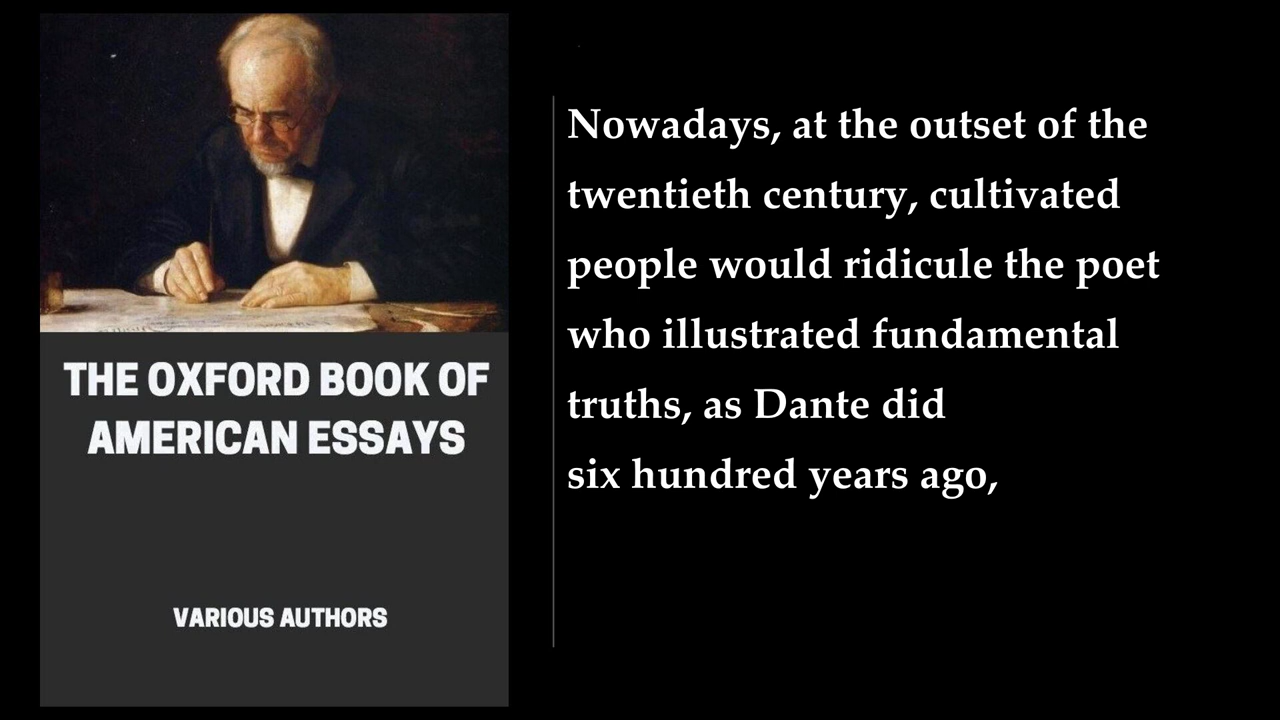 THE OXFORD BOOK OF
AMERICAN ESSAYS
VARIOUS AUTHORS
Nowadays, at the outset of the
twentieth century, cultivated
people would ridicule the poet
who illustrated fundamental
truths, as Dante did
six hundred years ago,